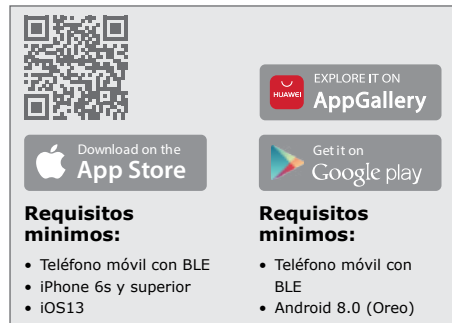 EXPLORE IT ON
HUAWEI
AppGallery
Download on the
App Store
Get it on
Google play
Requisitos
minimos:
• Teléfono móvil con BLE
• iPhone 6s y superior
• iOS13
Requisitos
minimos:
• Teléfono móvil con
BLE
• Android 8.0 (Oreo)